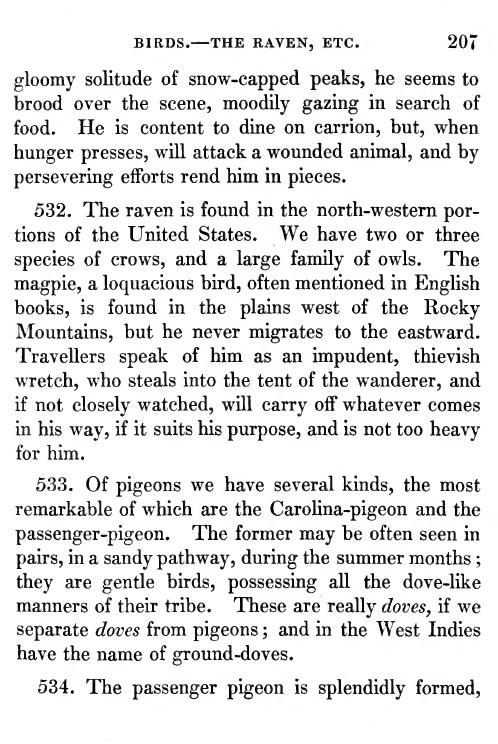 BIRDS.—THE RAVEN, ETC. 207
gloomy solitude of snow-capped peaks, he seems to
brood over the scene, moodily gazing in search of
food. He is content to dine on carrion, but, when
hunger presses, will attack a wounded animal, and by
persevering efforts rend him in pieces.
532. The raven is found in the north-western por-
tions of the United States. We have two or three
species of crows, and a large family of owls. The
magpie, a loquacious bird, often mentioned in English
books, is found in the plains west of the Rocky
Mountains, but he never migrates to the eastward.
Travellers speak of him as an impudent, thievish
wretch, who steals into the tent of the wanderer, and
if not closely watched, will carry off whatever comes
in his way, if it suits his purpose, and is not too heavy
for him.
533. Of pigeons we have several kinds, the most
remarkable of which are the Carolina-pigeon and the
passenger-pigeon. The former may be often seen in
pairs, in a sandy pathway, during the summer months;
they are gentle birds, possessing all the dove-like
manners of their tribe. These are really doves, if we
separate doves from pigeons; and in the West Indies
have the name of ground-doves.
534. The passenger pigeon is splendidly formed,